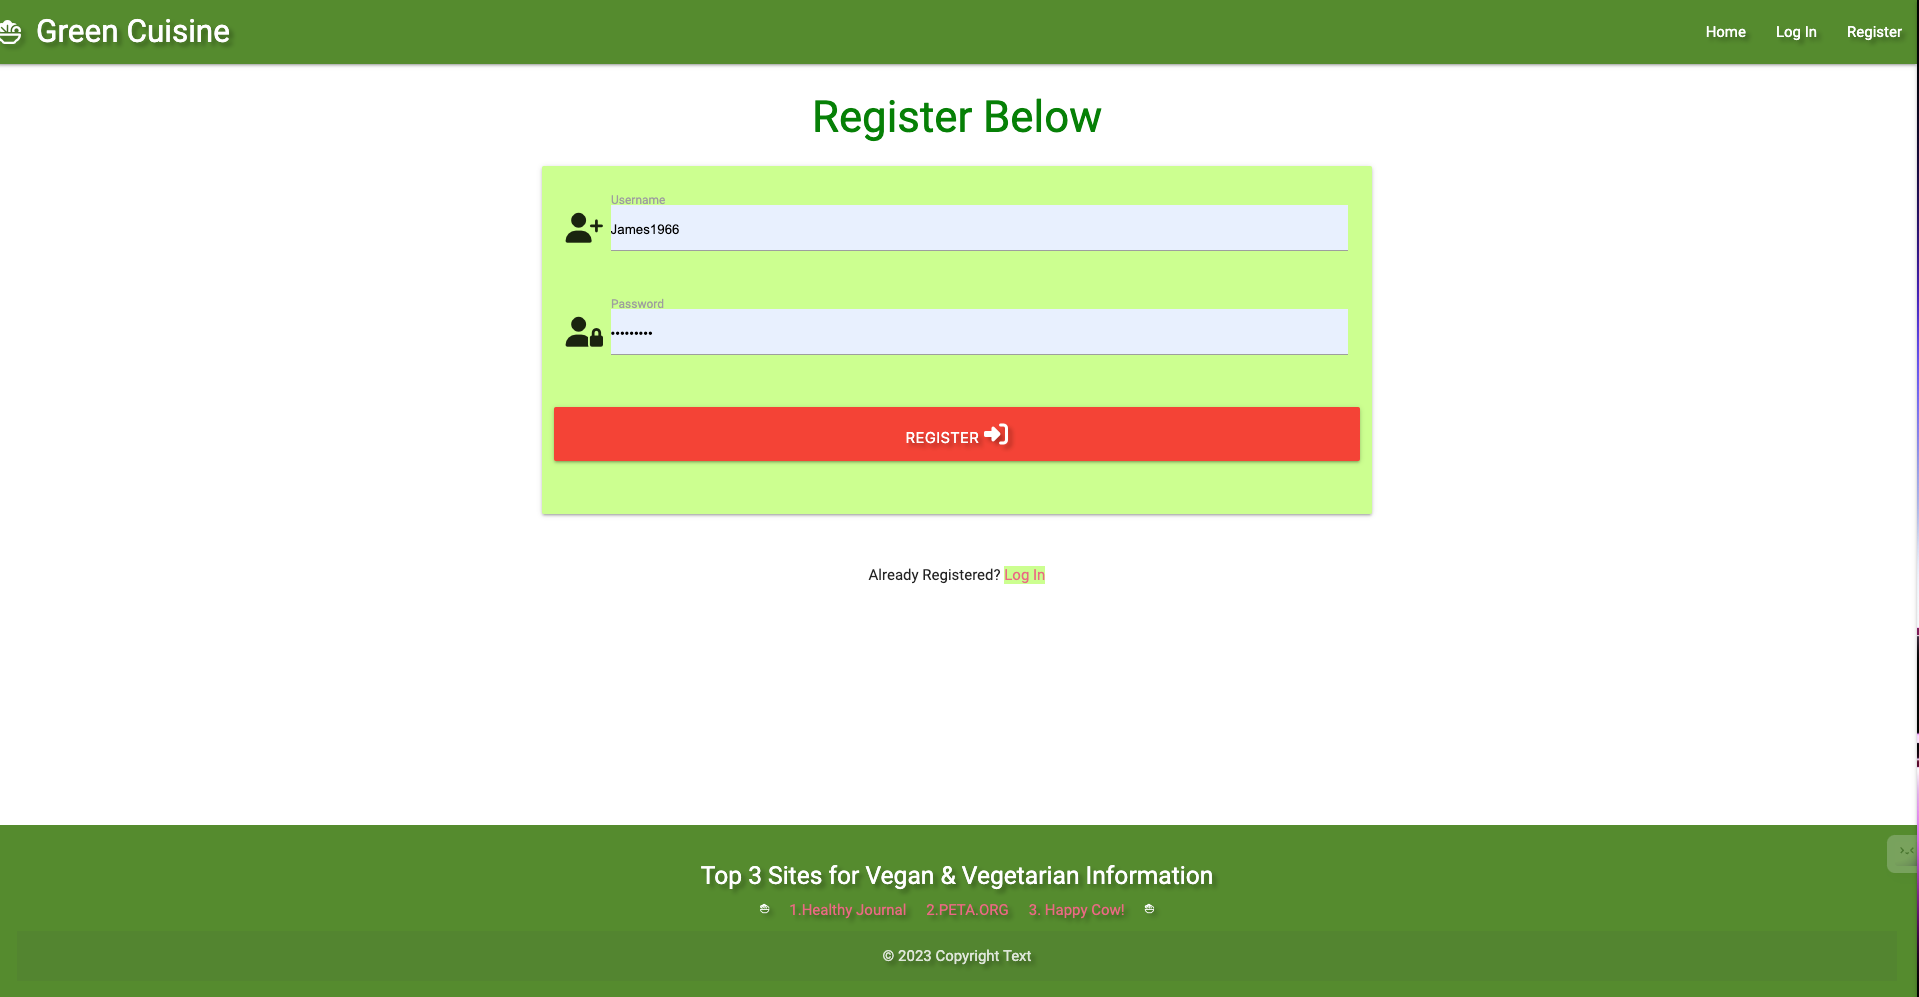 Green Cuisine Home Log In Register
Register Below
Username
James1966
Password
•••••••••
REGISTER
Already Registered? Log In
Top 3 Sites for Vegan & Vegetarian Information
1.Healthy Journal 2.PETA.ORG 3. Happy Cow!
© 2023 Copyright Text